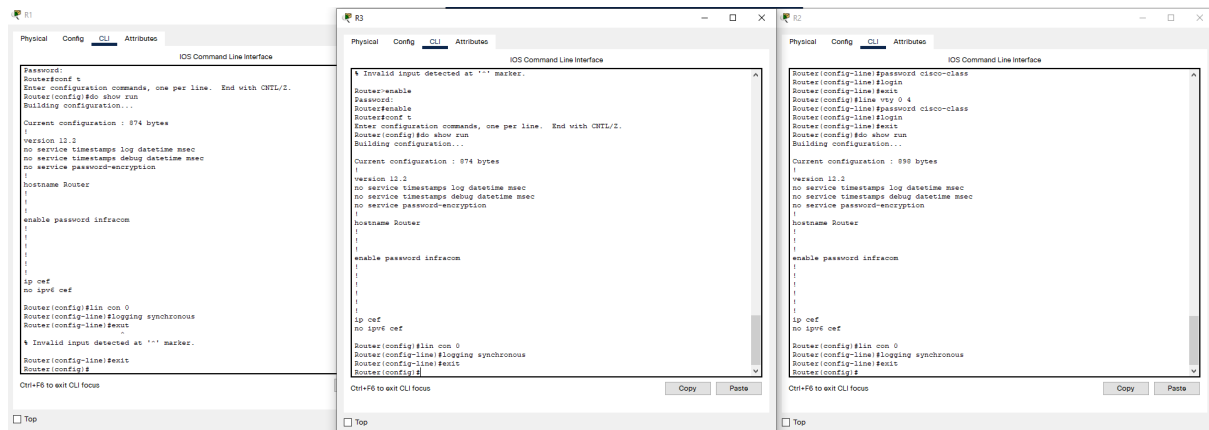 R1
Physical Config CLI Attributes
IOS Command Line Interface
Password:
Router#conf t
Enter configuration commands, one per line.  End with CNTL/Z.
Router(config)#do show run
Building configuration...
Current configuration : 874 bytes
!
version 12.2
no service timestamps log datetime msec
no service timestamps debug datetime msec
no service password-encryption
!
hostname Router
!
!
!
enable password infracom
!
!
!
!
!
!
ip cef
no ipv6 cef
Router(config)#lin con 0
Router(config-line)#logging synchronous
Router(config-line)#exut
^
% Invalid input detected at '^' marker.
Router(config-line)#exit
Router(config)#
Ctrl+F6 to exit CLI focus
Top
R3
Physical Config CLI Attributes
IOS Command Line Interface
% Invalid input detected at '^' marker.
Router>enable
Password:
Router#enable
Router#conf t
Enter configuration commands, one per line.  End with CNTL/Z.
Router(config)#do show run
Building configuration...
Current configuration : 874 bytes
!
version 12.2
no service timestamps log datetime msec
no service timestamps debug datetime msec
no service password-encryption
!
hostname Router
!
!
!
enable password infracom
!
!
!
!
!
!
ip cef
no ipv6 cef
Router(config)#lin con 0
Router(config-line)#logging synchronous
Router(config-line)#exit
Router(config)#
Ctrl+F6 to exit CLI focus
Copy Paste
Top
R2
Physical Config CLI Attributes
IOS Command Line Interface
Router(config-line)#password cisco-class
Router(config-line)#login
Router(config-line)#exit
Router(config)#line vty 0 4
Router(config-line)#password cisco-class
Router(config-line)#login
Router(config-line)#exit
Router(config)#do show run
Building configuration...
Current configuration : 898 bytes
!
version 12.2
no service timestamps log datetime msec
no service timestamps debug datetime msec
no service password-encryption
!
hostname Router
!
!
!
enable password infracom
!
!
!
!
!
!
ip cef
no ipv6 cef
Router(config)#lin con 0
Router(config-line)#logging synchronous
Router(config-line)#exit
Router(config)#
Ctrl+F6 to exit CLI focus
Copy Paste
Top